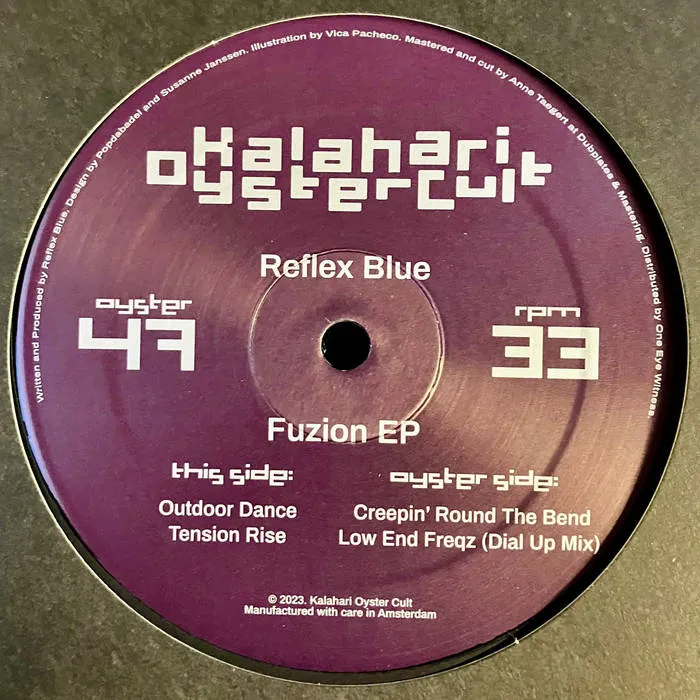 Written and Produced by Reflex Blue. Design by Popdebadel and Susanne Janssen. Illustration by Vica Pacheco. Mastered and cut by Anne Taegert at Dubplates & Mastering. Distributed by One Eye Witness.
Kalahari
OysterCult
Reflex Blue
oyster
47
rpm
33
Fuzion EP
this side:
Outdoor Dance
Tension Rise
oyster side:
Creepin' Round The Bend
Low End Freqz (Dial Up Mix)
© 2023. Kalahari Oyster Cult
Manufactured with care in Amsterdam